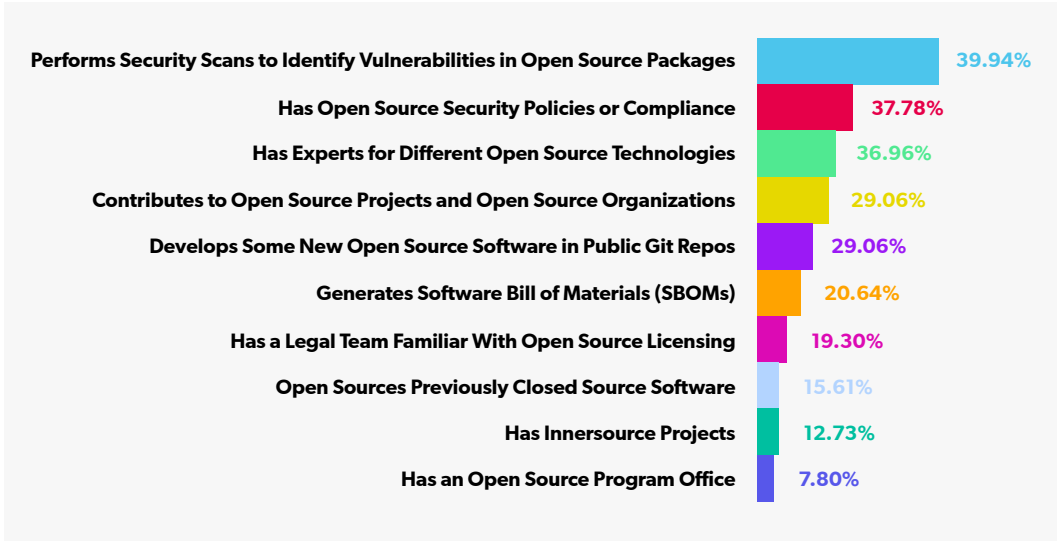 Performs Security Scans to Identify Vulnerabilities in Open Source Packages 39.94%
Has Open Source Security Policies or Compliance 37.78%
Has Experts for Different Open Source Technologies 36.96%
Contributes to Open Source Projects and Open Source Organizations 29.06%
Develops Some New Open Source Software in Public Git Repos 29.06%
Generates Software Bill of Materials (SBOMs) 20.64%
Has a Legal Team Familiar With Open Source Licensing 19.30%
Open Sources Previously Closed Source Software 15.61%
Has Innersource Projects 12.73%
Has an Open Source Program Office 7.80%